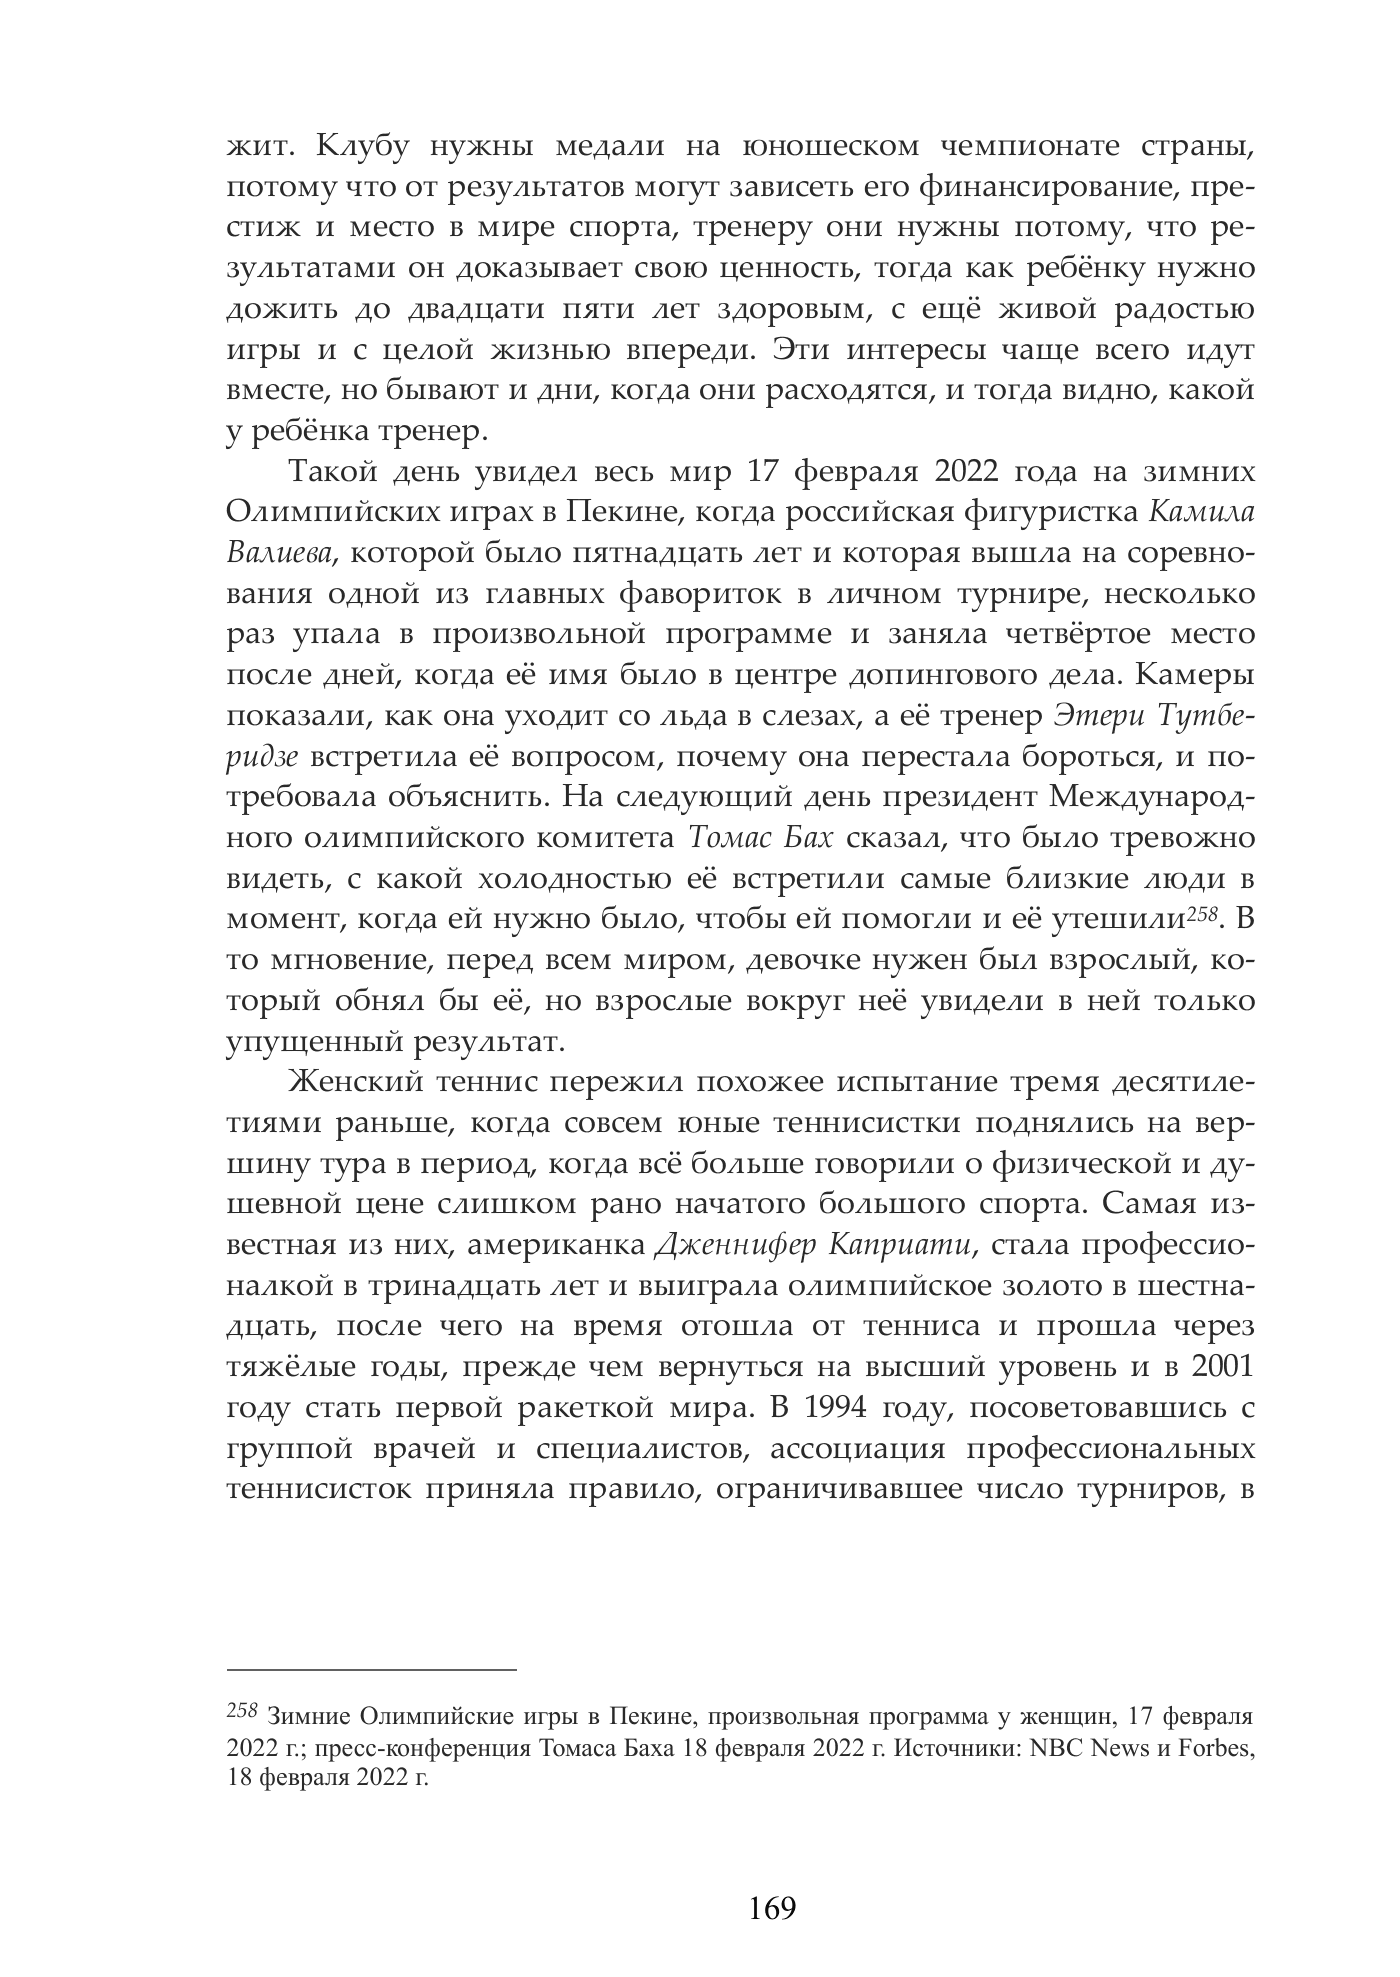 жит. Клубу нужны медали на юношеском чемпионате страны,
потому что от результатов могут зависеть его финансирование, пре-
стиж и место в мире спорта, тренеру они нужны потому, что ре-
зультатами он доказывает свою ценность, тогда как ребёнку нужно
дожить до двадцати пяти лет здоровым, с ещё живой радостью
игры и с целой жизнью впереди. Эти интересы чаще всего идут
вместе, но бывают и дни, когда они расходятся, и тогда видно, какой
у ребёнка тренер.
Такой день увидел весь мир 17 февраля 2022 года на зимних
Олимпийских играх в Пекине, когда российская фигуристка Камила
Валиева, которой было пятнадцать лет и которая вышла на соревно-
вания одной из главных фавориток в личном турнире, несколько
раз упала в произвольной программе и заняла четвёртое место
после дней, когда её имя было в центре допингового дела. Камеры
показали, как она уходит со льда в слезах, а её тренер Этери Тутбе-
ридзе встретила её вопросом, почему она перестала бороться, и по-
требовала объяснить. На следующий день президент Международ-
ного олимпийского комитета Томас Бах сказал, что было тревожно
видеть, с какой холодностью её встретили самые близкие люди в
момент, когда ей нужно было, чтобы ей помогли и её утешили258. В
то мгновение, перед всем миром, девочке нужен был взрослый, ко-
торый обнял бы её, но взрослые вокруг неё увидели в ней только
упущенный результат.
Женский теннис пережил похожее испытание тремя десятиле-
тиями раньше, когда совсем юные теннисистки поднялись на вер-
шину тура в период, когда всё больше говорили о физической и ду-
шевной цене слишком рано начатого большого спорта. Самая из-
вестная из них, американка Дженнифер Каприати, стала профессио-
налкой в тринадцать лет и выиграла олимпийское золото в шестна-
дцать, после чего на время отошла от тенниса и прошла через
тяжёлые годы, прежде чем вернуться на высший уровень и в 2001
году стать первой ракеткой мира. В 1994 году, посоветовавшись с
группой врачей и специалистов, ассоциация профессиональных
теннисисток приняла правило, ограничивавшее число турниров, в
258 Зимние Олимпийские игры в Пекине, произвольная программа у женщин, 17 февраля
2022 г.; пресс-конференция Томаса Баха 18 февраля 2022 г. Источники: NBC News и Forbes,
18 февраля 2022 г.
169